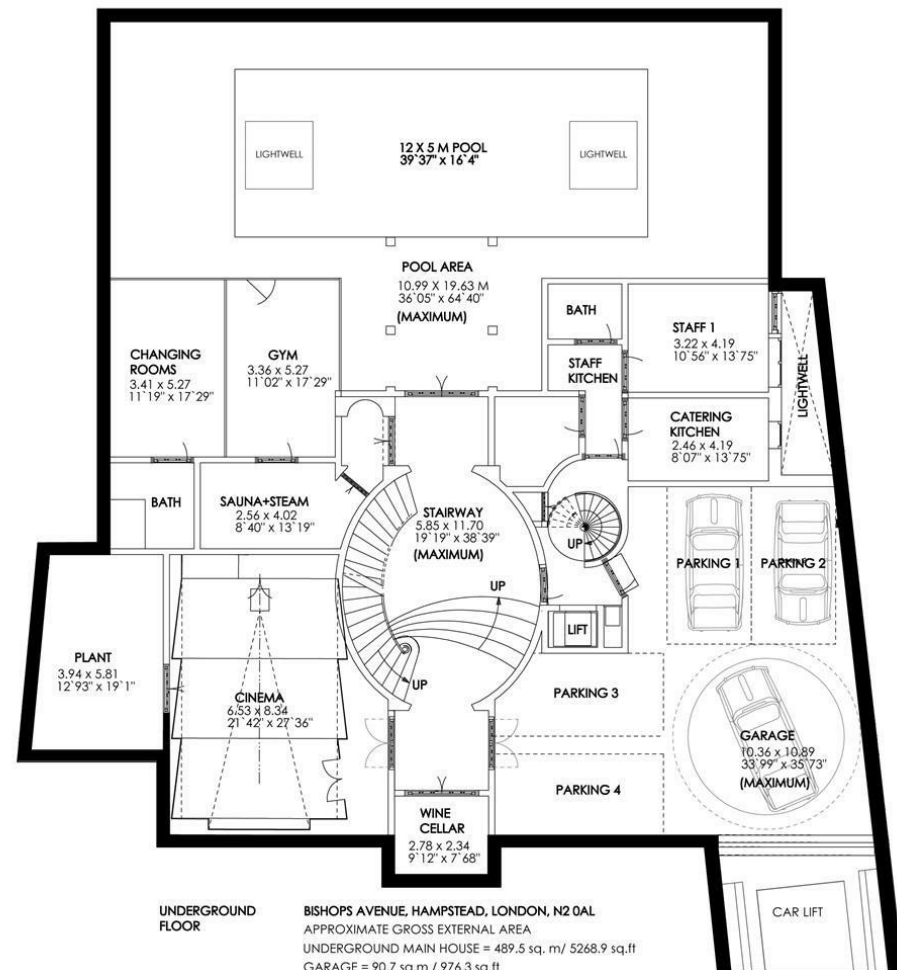 12 X 5 M POOL
39`37" x 16`4"
LIGHTWELL
LIGHTWELL
POOL AREA
10.99 X 19.63 M
36`05" x 64`40"
(MAXIMUM)
CHANGING
ROOMS
3.41 x 5.27
11`19" x 17`29"
GYM
3.36 x 5.27
11`02" x 17`29"
BATH
STAFF
KITCHEN
STAFF 1
3.22 x 4.19
10`56" x 13`75"
LIGHTWELL
CATERING
KITCHEN
2.46 x 4.19
8`07" x 13`75"
BATH
SAUNA+STEAM
2.56 x 4.02
8`40" x 13`19"
STAIRWAY
5.85 x 11.70
19`19" x 38`39"
(MAXIMUM)
UP
UP
UP
LIFT
PARKING 1
PARKING 2
PLANT
3.94 x 5.81
12`93" x 19`1"
CINEMA
6.53 x 8.34
21`42" x 27`36"
PARKING 3
GARAGE
10.36 x 10.89
33`99" x 35`73"
(MAXIMUM)
PARKING 4
WINE
CELLAR
2.78 x 2.34
9`12" x 7`68"
CAR LIFT
UNDERGROUND
FLOOR
BISHOPS AVENUE, HAMPSTEAD, LONDON, N2 0AL
APPROXIMATE GROSS EXTERNAL AREA
UNDERGROUND MAIN HOUSE = 489.5 sq. m/ 5268.9 sq.ft
GARAGE = 90.7 sq.m / 976.3 sq.ft